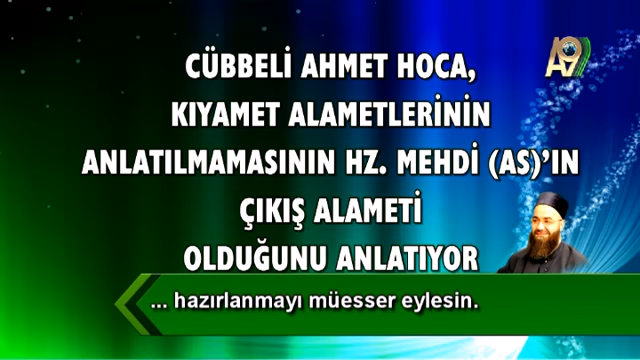 CÜBBELİ AHMET HOCA,
KIYAMET ALAMETLERİNİN
ANLATILMAMASININ HZ. MEHDİ (AS)’IN
ÇIKIŞ ALAMETİ
OLDUĞUNU ANLATIYOR
... hazırlanmayı müesser eylesin.
A9